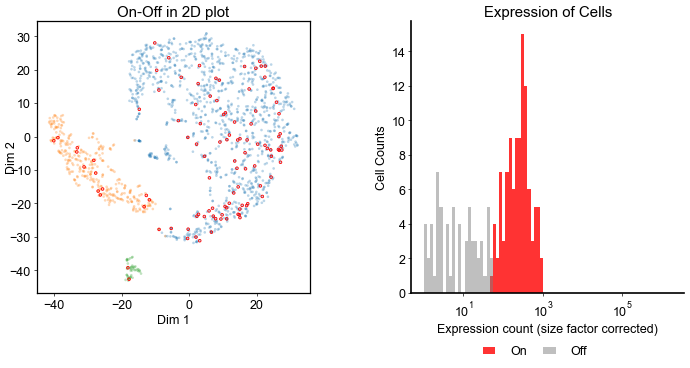 On-Off in 2D plot
30
20
10
0
−10
−20
−30
−40
Dim 2
−40
−20
0
20
Dim 1
Expression of Cells
14
12
10
8
6
4
2
0
Cell Counts
10^1
10^3
10^5
Expression count (size factor corrected)
On
Off